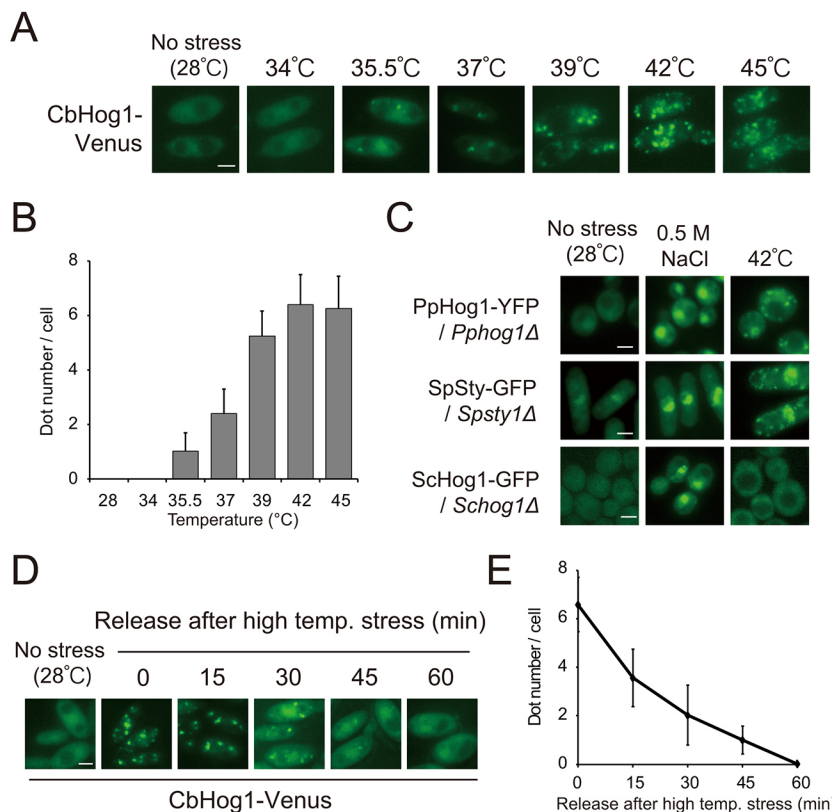 A
No stress
(28℃) 34℃ 35.5℃ 37℃ 39℃ 42℃ 45℃
CbHog1-
Venus
B
8
6
4
2
0
Dot number / cell
28 34 35.5 37 39 42 45
Temperature (°C)
C
No stress
(28℃)
0.5 M
NaCl
42℃
PpHog1-YFP
/ Pphog1Δ
SpSty-GFP
/ Spsty1Δ
ScHog1-GFP
/ Schog1Δ
D
Release after high temp. stress (min)
No stress
(28℃)
0 15 30 45 60
CbHog1-Venus
E
8
6
4
2
0
Dot number / cell
0 15 30 45 60
Release after high temp. stress (min)